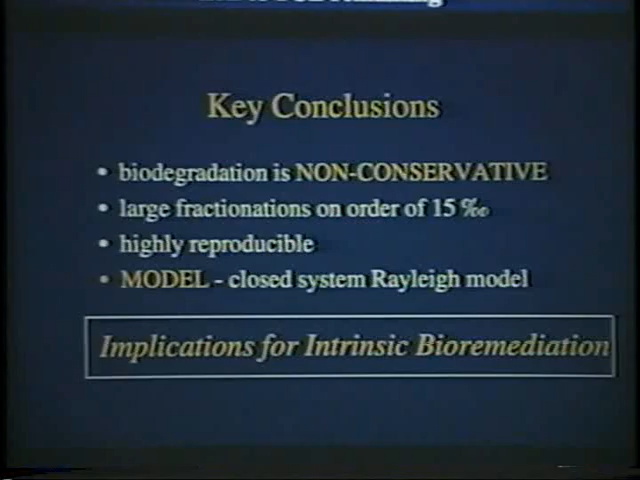 Key Conclusions
• biodegradation is NON-CONSERVATIVE
• large fractionations on order of 15 ‰
• highly reproducible
• MODEL - closed system Rayleigh model
Implications for Intrinsic Bioremediation